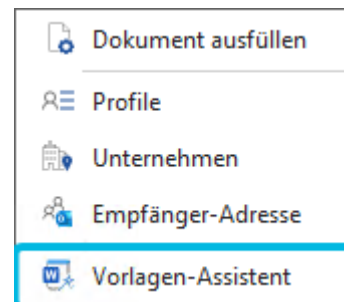 Dokument ausfüllen
Profile
Unternehmen
Empfänger-Adresse
Vorlagen-Assistent